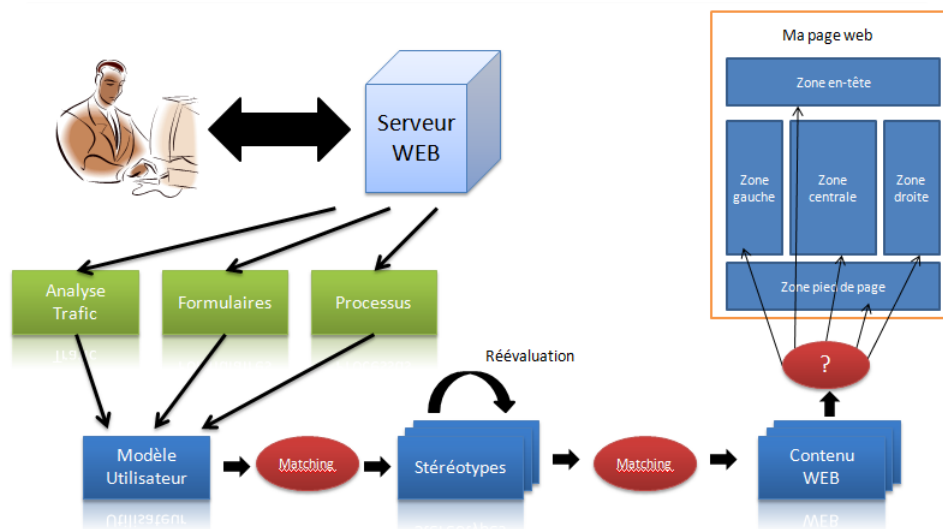 Ma page web
Zone en-tête
Serveur
WEB
Zone
gauche
Zone
centrale
Zone
droite
Zone pied de page
Analyse
Trafic
Formulaires
Processus
Réévaluation
?
Modèle
Utilisateur
Matching
Stéréotypes
Matching
Contenu
WEB